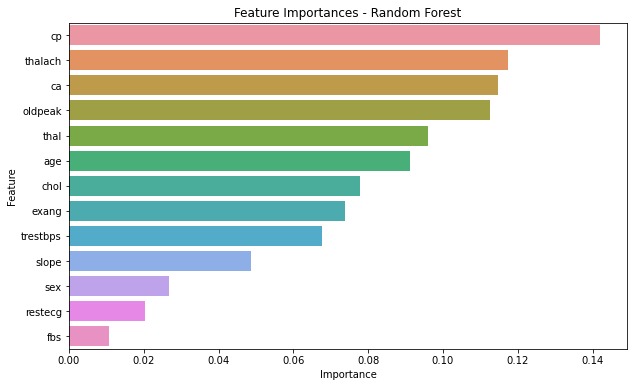 Feature Importances - Random Forest
Feature
cp
thalach
ca
oldpeak
thal
age
chol
exang
trestbps
slope
sex
restecg
fbs
0.00 0.02 0.04 0.06 0.08 0.10 0.12 0.14
Importance